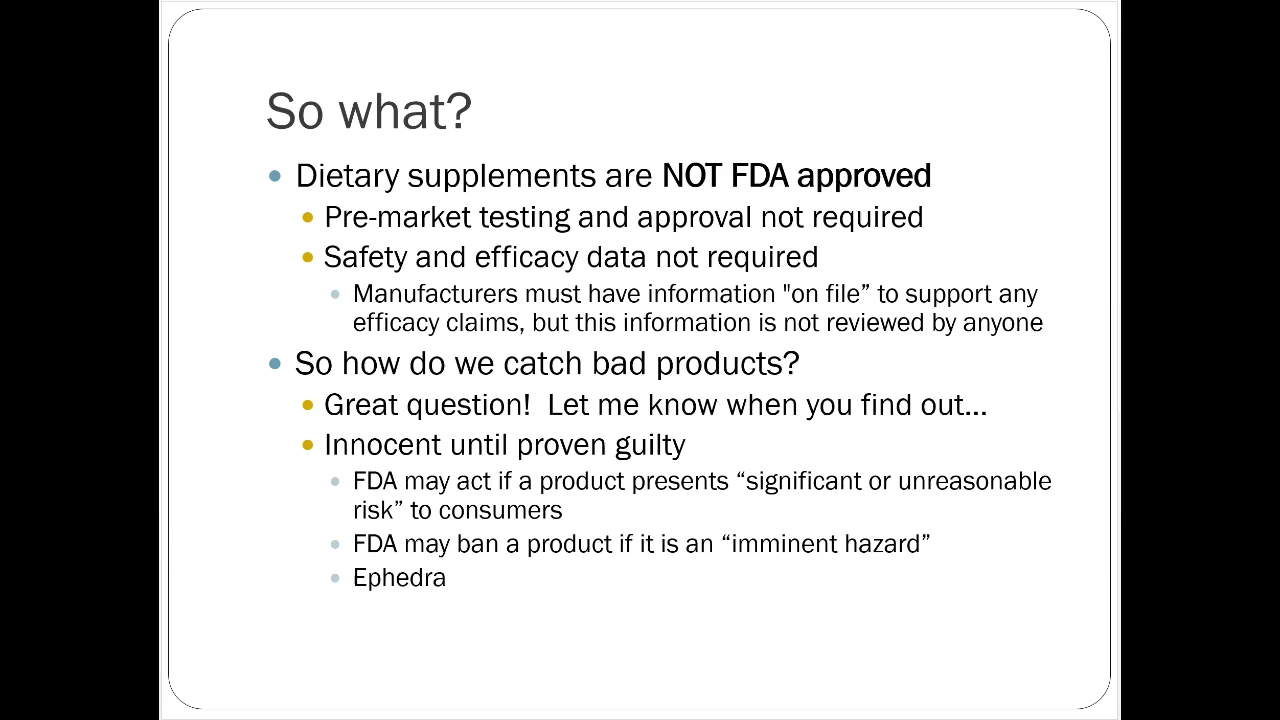 So what?
• Dietary supplements are NOT FDA approved
• Pre-market testing and approval not required
• Safety and efficacy data not required
• Manufacturers must have information "on file” to support any
efficacy claims, but this information is not reviewed by anyone
• So how do we catch bad products?
• Great question!  Let me know when you find out...
• Innocent until proven guilty
• FDA may act if a product presents “significant or unreasonable
risk” to consumers
• FDA may ban a product if it is an “imminent hazard”
• Ephedra